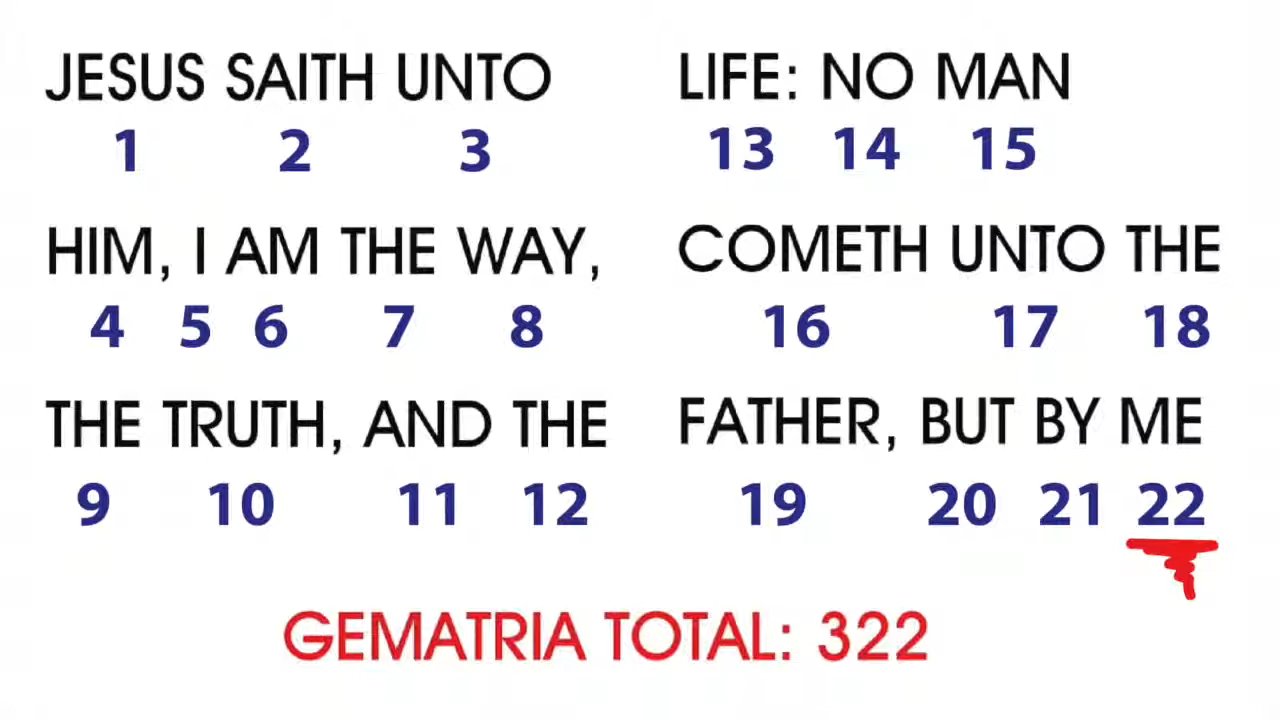 JESUS SAITH UNTO
1 2 3
HIM, I AM THE WAY,
4 5 6 7 8
THE TRUTH, AND THE
9 10 11 12
LIFE: NO MAN
13 14 15
COMETH UNTO THE
16 17 18
FATHER, BUT BY ME
19 20 21 22
GEMATRIA TOTAL: 322